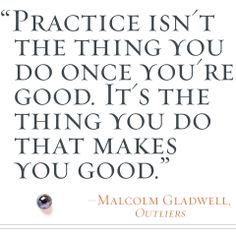 “Practice isn´t
the thing you
do once you´re
good. It´s the
thing you do
that makes
you good.”
—Malcolm Gladwell,
Outliers